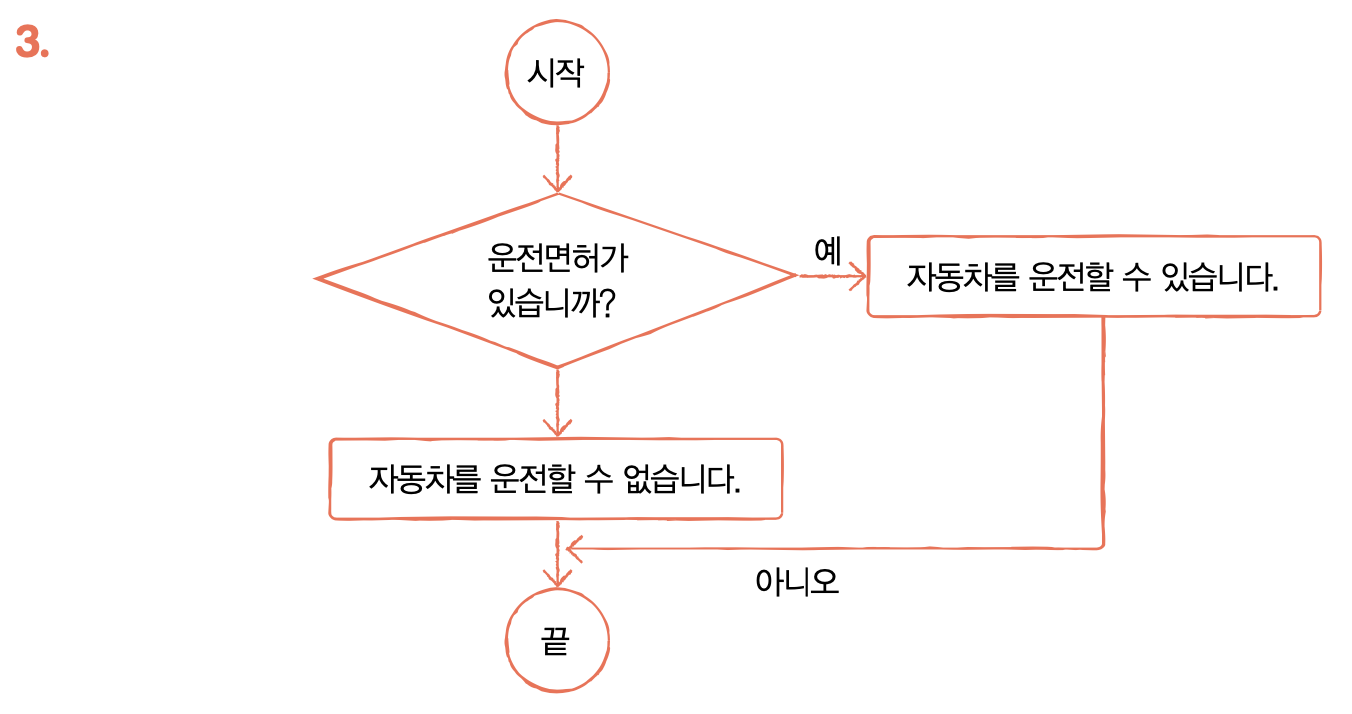 3.
시작
운전면허가
있습니까?
예
자동차를 운전할 수 있습니다.
자동차를 운전할 수 없습니다.
아니오
끝